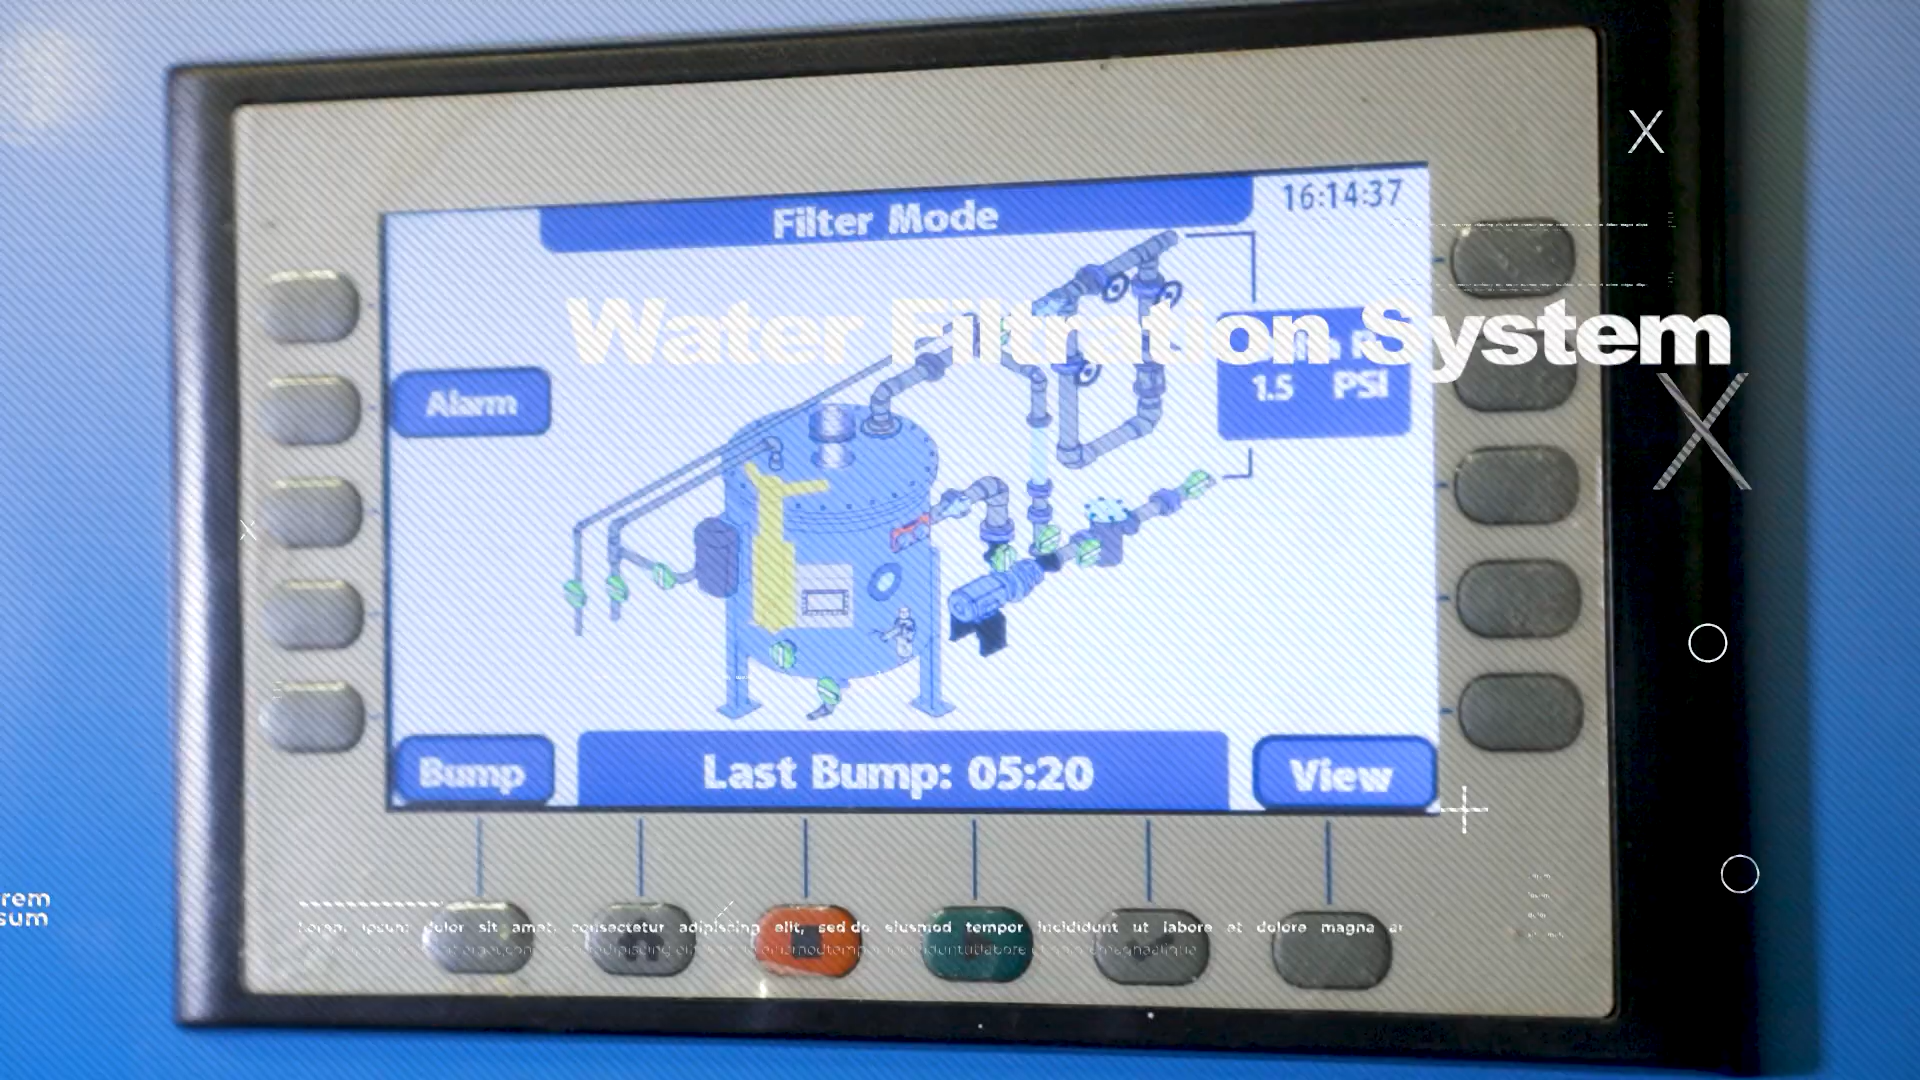 Filter Mode
16:14:37
Water Filtration System
Alarm
1.5 PSI
Bump
Last Bump: 05:20
View
rem
sum
Lorem ipsum dolor sit amet, consectetur adipiscing elit, sed do eiusmod tempor incididunt ut labore et dolore magna